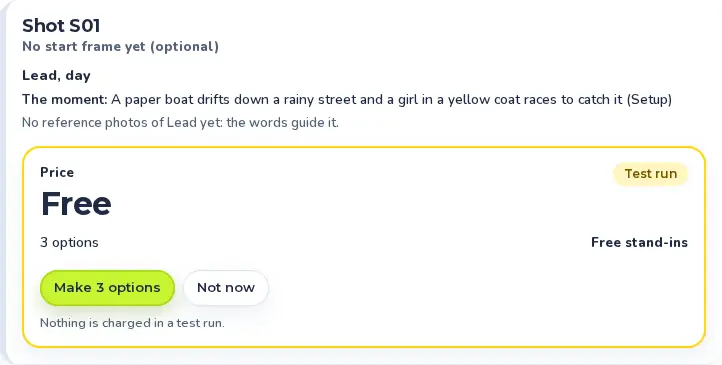 Shot S01
No start frame yet (optional)
Lead, day
The moment: A paper boat drifts down a rainy street and a girl in a yellow coat races to catch it (Setup)
No reference photos of Lead yet: the words guide it.
Price
Test run
Free
3 options
Free stand-ins
Make 3 options
Not now
Nothing is charged in a test run.